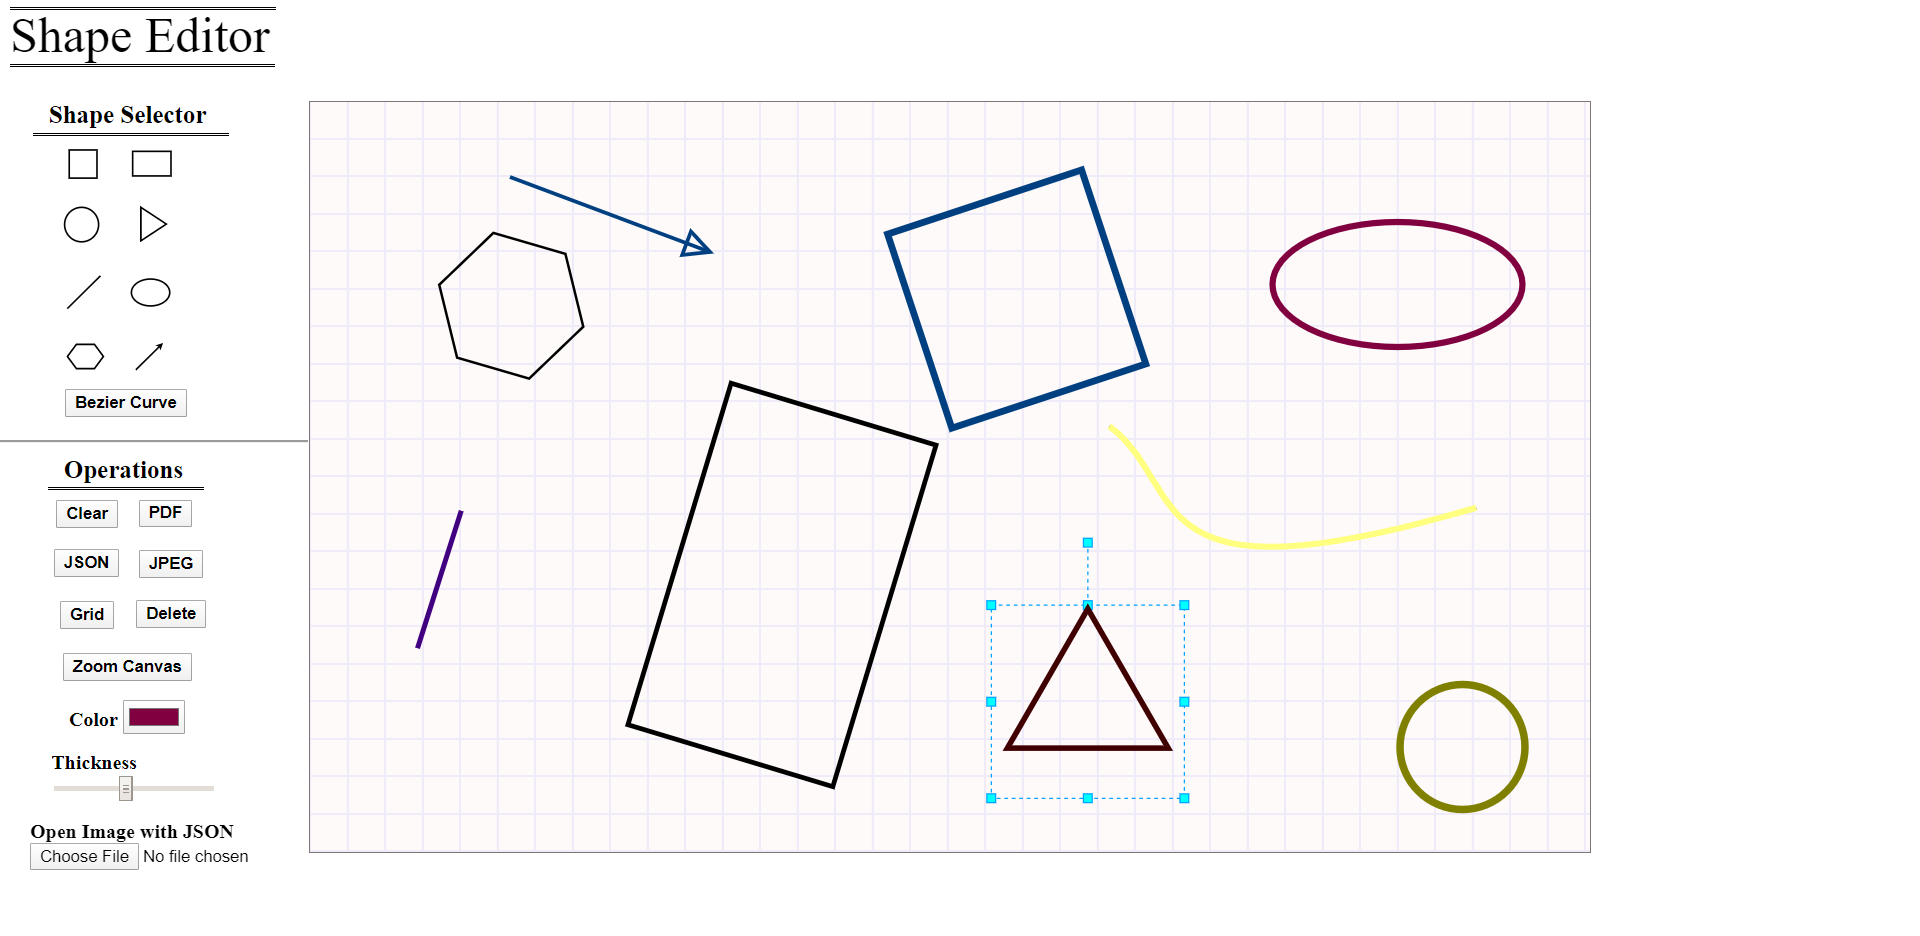 Shape Editor
Shape Selector
Bezier Curve
Operations
Clear PDF
JSON JPEG
Grid Delete
Zoom Canvas
Color
Thickness
Open Image with JSON
Choose File No file chosen